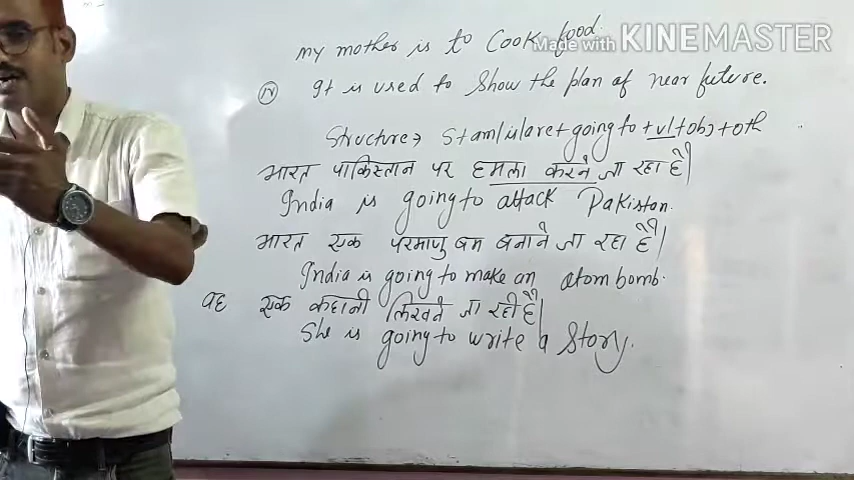 my mother is to Cook food.
Made with KINEMASTER
IV It is used to Show the plan of near future.
Structure → S+am/is/are+going to+v1+obj+oth
भारत पाकिस्तान पर हमला करने जा रहा है|
India is going to attack Pakistan.
भारत एक परमाणु बम बनाने जा रहा है|
India is going to make an atom bomb.
वह एक कहानी लिखने जा रही है|
She is going to write a Story.